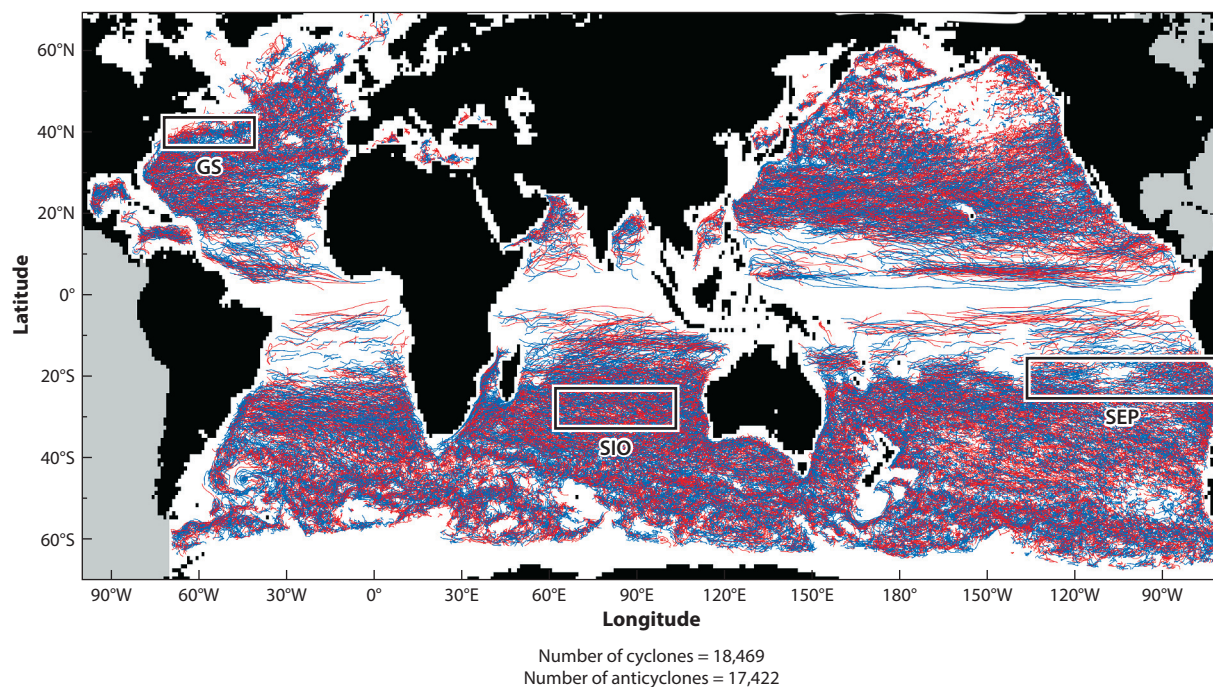 60°N
40°N
20°N
0°
20°S
40°S
60°S
Latitude
GS
SIO
SEP
90°W 60°W 30°W 0° 30°E 60°E 90°E 120°E 150°E 180° 150°W 120°W 90°W
Longitude
Number of cyclones = 18,469
Number of anticyclones = 17,422